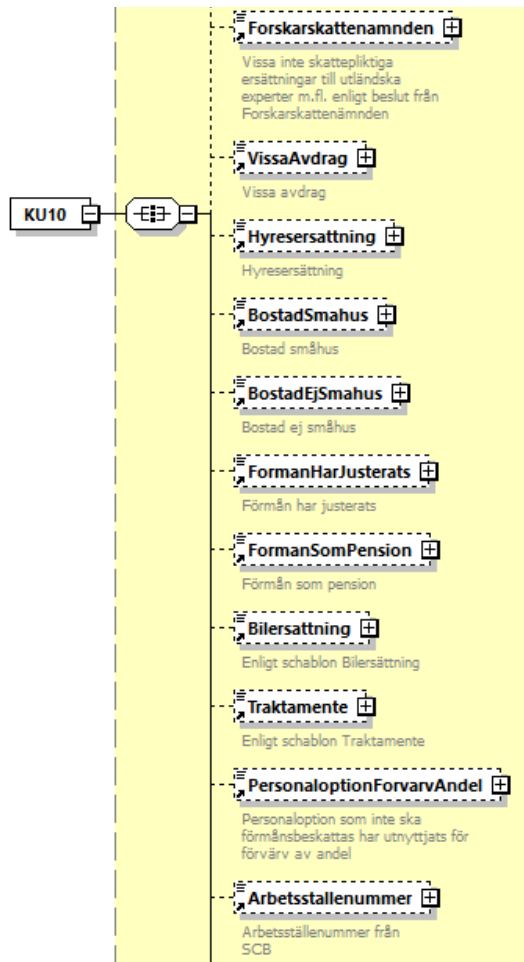 Forskarskattenamnden
Vissa inte skattepliktiga
ersättningar till utländska
experter m.fl. enligt beslut från
Forskarskattenämnden
VissaAvdrag
Vissa avdrag
KU10
Hyresersattning
Hyresersättning
BostadSmahus
Bostad småhus
BostadEjSmahus
Bostad ej småhus
FormanHarJusterats
Förmån har justerats
FormanSomPension
Förmån som pension
Bilersattning
Enligt schablon Bilersättning
Traktamente
Enligt schablon Traktamente
PersonaloptionForvarvAndel
Personaloption som inte ska
förmånsbeskattas har utnyttjats för
förvärv av andel
Arbetsstallenummer
Arbetsställenummer från
SCB